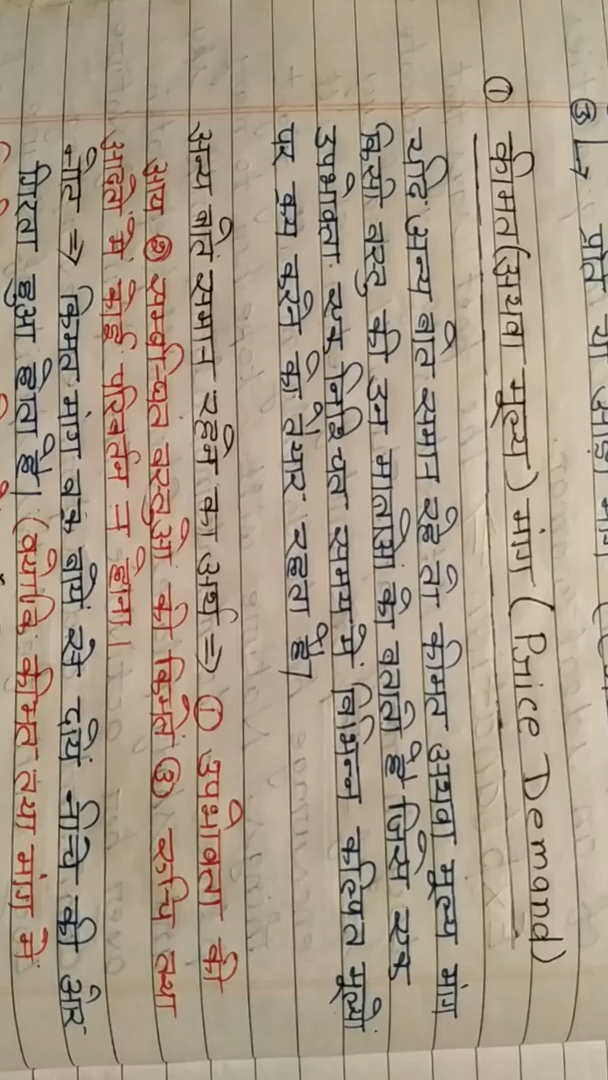 ③ ↳ प्रति या आड़ी मांग (
① कीमत (अथवा मूल्य) मांग (Price Demand)
यदि अन्य बाते समान रहे तो कीमत अथवा मूल्य मांग
किसी वस्तु की उन मात्राओं को बताती है जिसे एक
उपभोक्ता एक निश्चित समय में विभिन्न कल्पित मूल्यों
पर क्रय करने को तैयार रहता है।
अन्य बाते समान रहने का अर्थ ⇒ ① उपभोक्ता की
आय ② सम्बन्धित वस्तुओं की किमते ③ रूचि तथा
आदतों में कोई परिवर्तन न होना।
नोट ⇒ किमत मांग वक्र बाये से दाये नीचे की ओर
गिरता हुआ होता है। (क्योंकि कीमत तथा मांग में